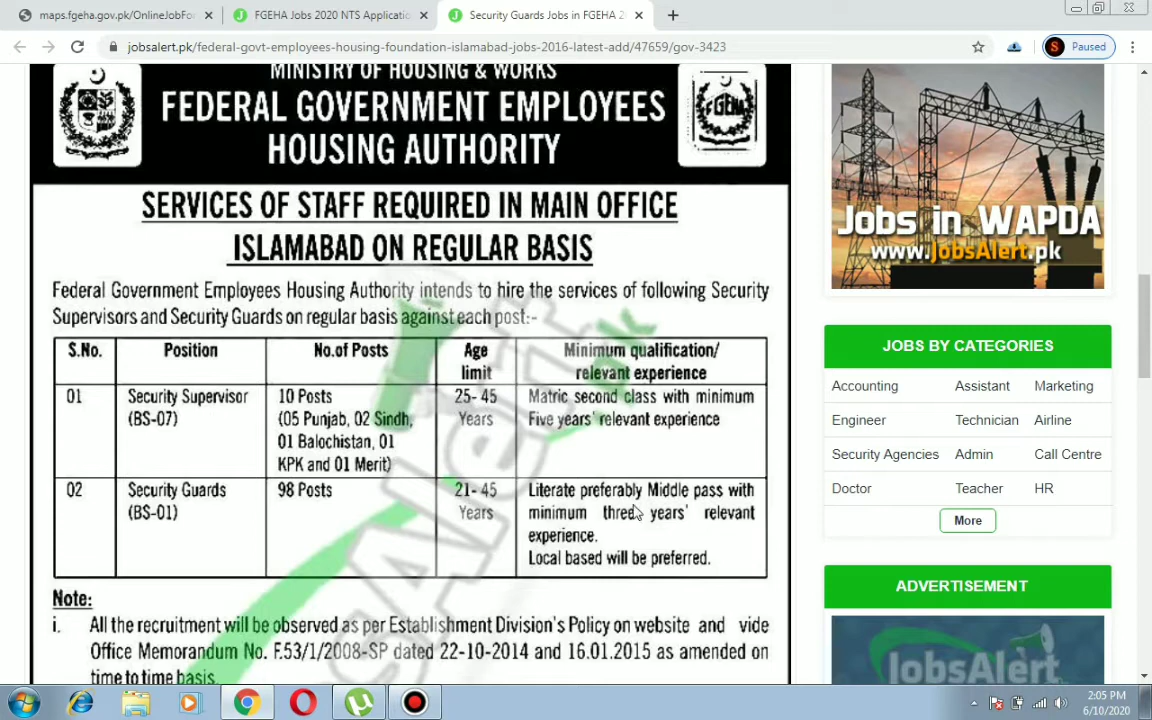 maps.fgeha.gov.pk/OnlineJobFo
FGEHA Jobs 2020 NTS Applicatio
Security Guards Jobs in FGEHA 2
jobsalert.pk/federal-govt-employees-housing-foundation-islamabad-jobs-2016-latest-add/47659/gov-3423
S
Paused
MINISTRY OF HOUSING & WORKS
FEDERAL GOVERNMENT EMPLOYEES
HOUSING AUTHORITY
FGEHA
SERVICES OF STAFF REQUIRED IN MAIN OFFICE
ISLAMABAD ON REGULAR BASIS
Federal Government Employees Housing Authority intends to hire the services of following Security
Supervisors and Security Guards on regular basis against each post:-
S.No. Position No.of Posts Age limit Minimum qualification/ relevant experience
01 Security Supervisor 10 Posts 25- 45 Matric second class with minimum
(BS-07) (05 Punjab, 02 Sindh, Years Five years' relevant experience
01 Balochistan, 01
KPK and 01 Merit)
02 Security Guards 98 Posts 21- 45 Literate preferably Middle pass with
(BS-01) Years minimum three years' relevant
experience.
Local based will be preferred.
Note:
i. All the recruitment will be observed as per Establishment Division's Policy on website and vide
Office Memorandum No. F.53/1/2008-SP dated 22-10-2014 and 16.01.2015 as amended on
time to time basis.
JobsAlert.pk
Jobs in WAPDA
www.JobsAlert.pk
JOBS BY CATEGORIES
Accounting Assistant Marketing
Engineer Technician Airline
Security Agencies Admin Call Centre
Doctor Teacher HR
More
ADVERTISEMENT
JobsAlert
2:05 PM
6/10/2020